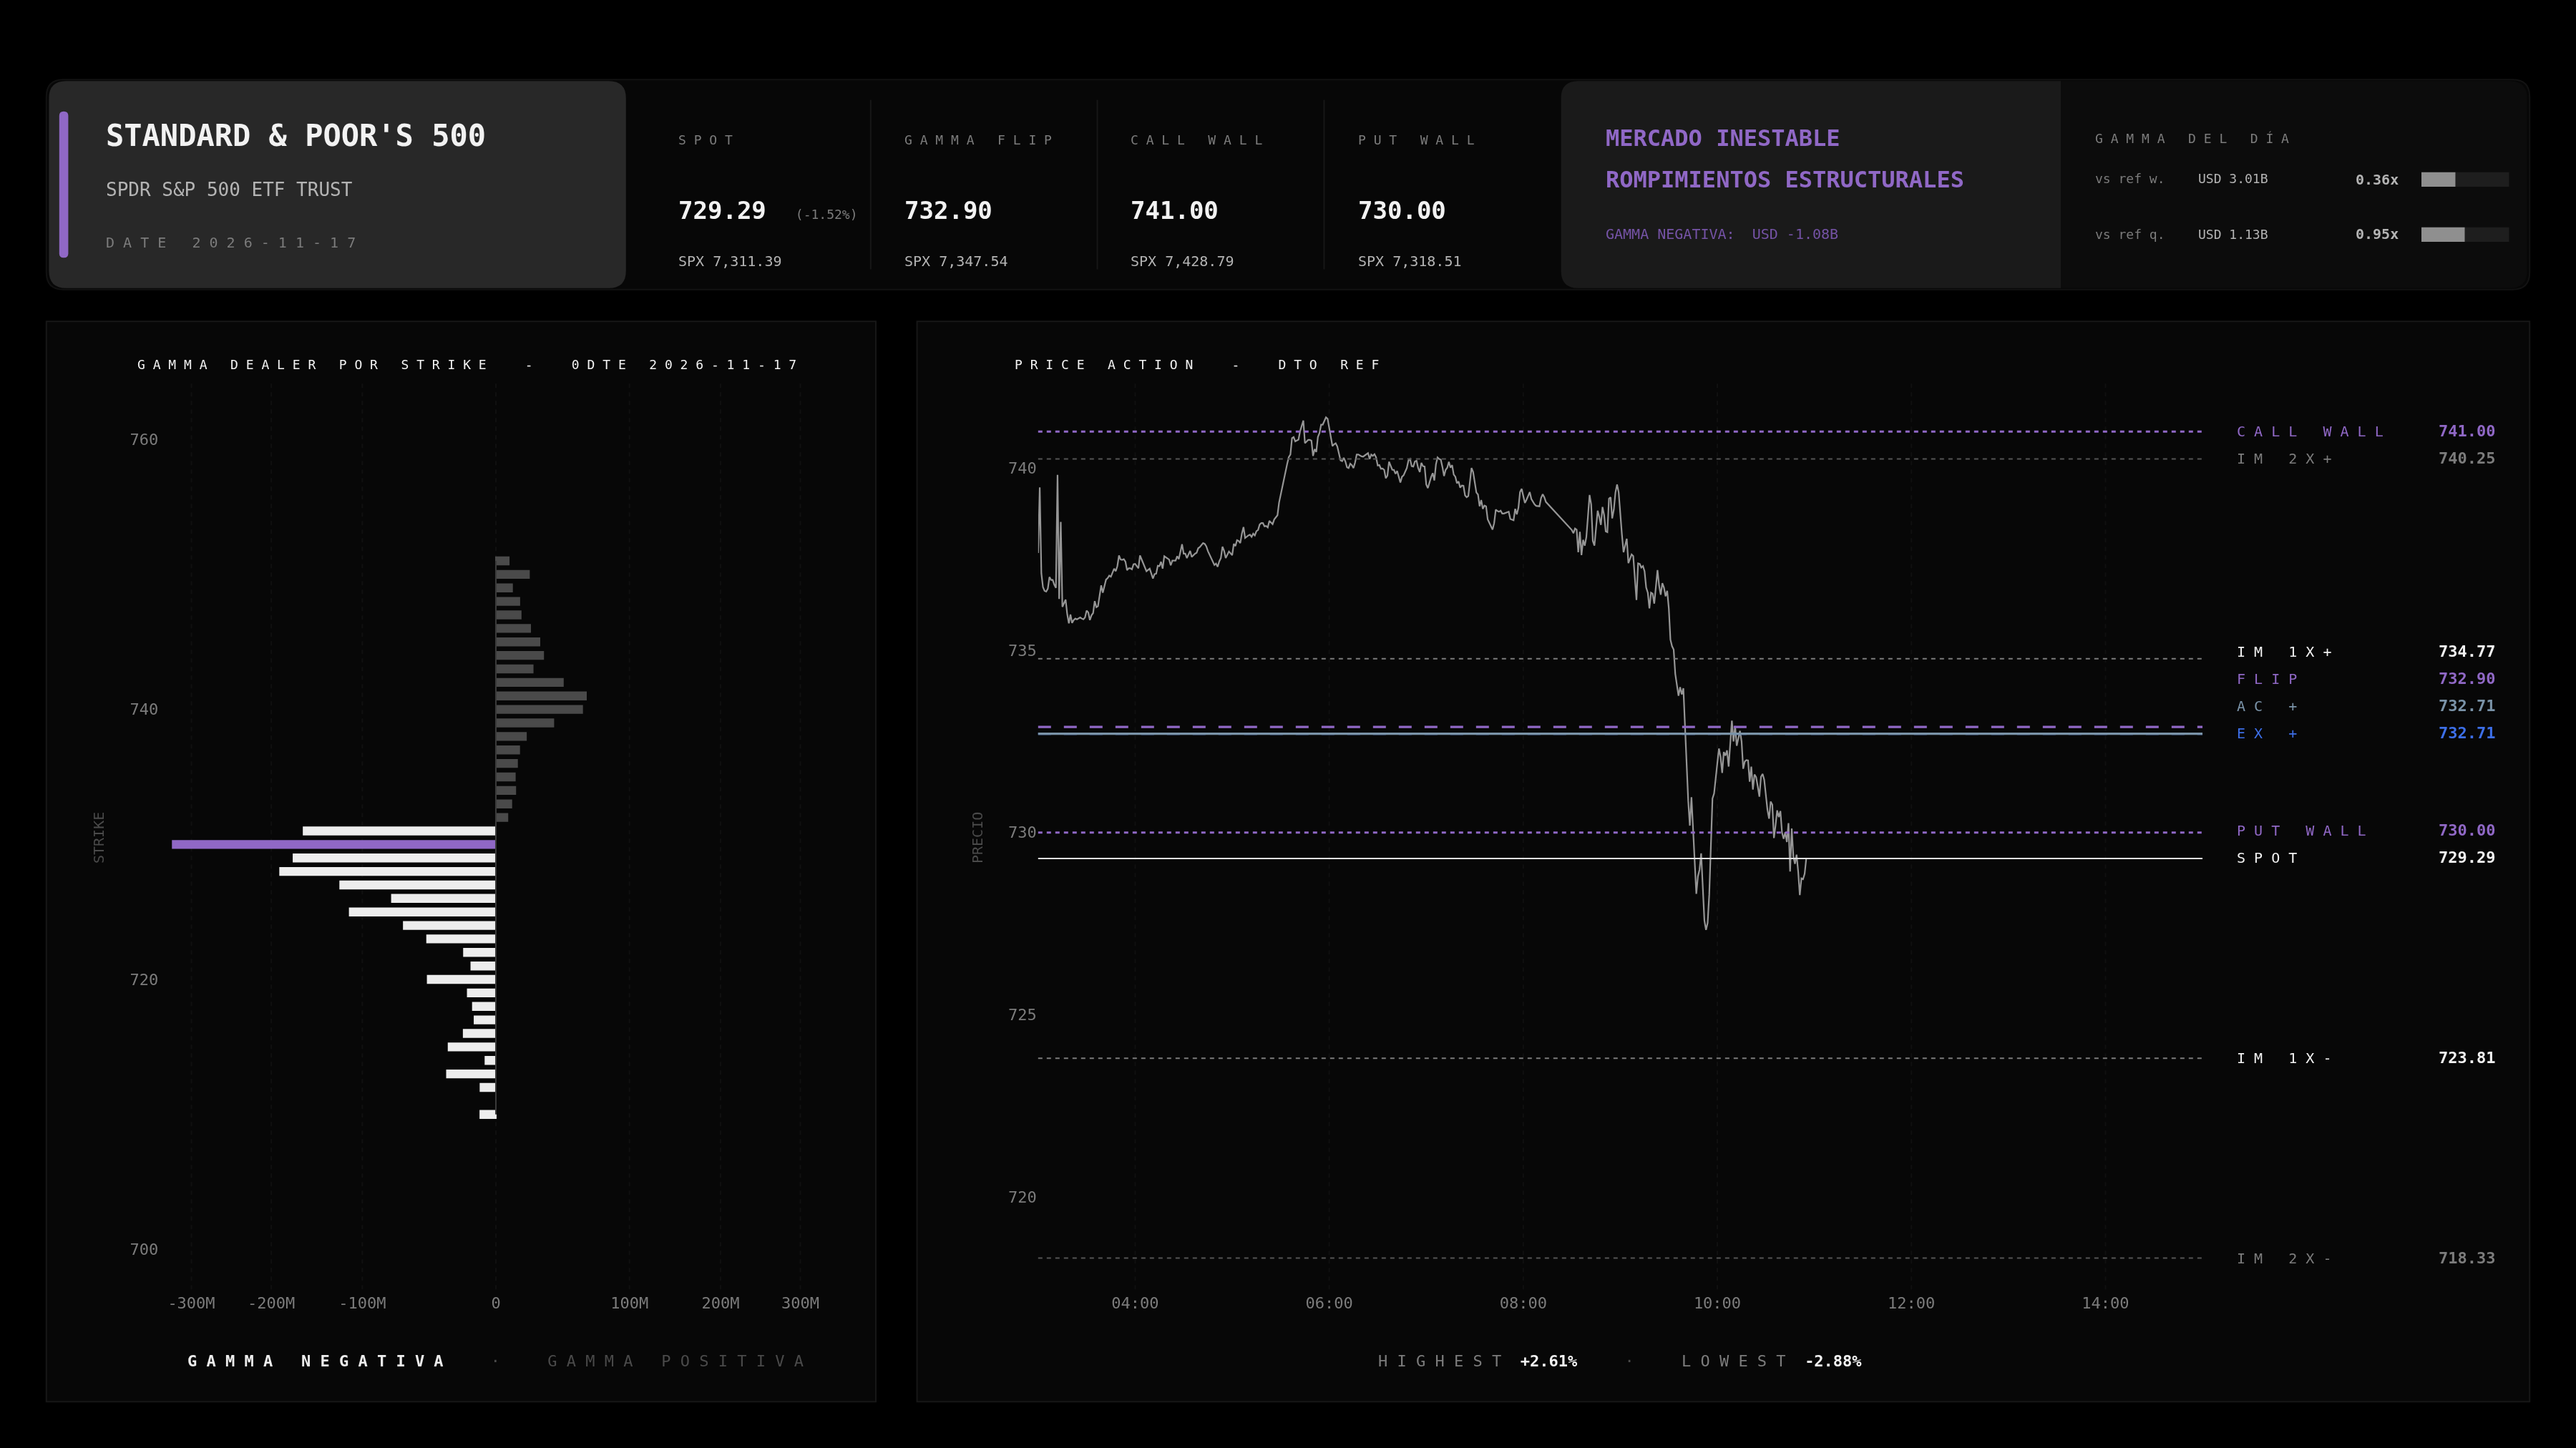 STANDARD & POOR'S 500
SPDR S&P 500 ETF TRUST
DATE 2026-11-17
SPOT
729.29 (-1.52%)
SPX 7,311.39
GAMMA FLIP
732.90
SPX 7,347.54
CALL WALL
741.00
SPX 7,428.79
PUT WALL
730.00
SPX 7,318.51
MERCADO INESTABLE
ROMPIMIENTOS ESTRUCTURALES
GAMMA NEGATIVA: USD -1.08B
GAMMA DEL DÍA
vs ref w. USD 3.01B 0.36x
vs ref q. USD 1.13B 0.95x
GAMMA DEALER POR STRIKE - 0DTE 2026-11-17
STRIKE
760
740
720
700
-300M -200M -100M 0 100M 200M 300M
GAMMA NEGATIVA · GAMMA POSITIVA
PRICE ACTION - DTO REF
PRECIO
740
735
730
725
720
04:00 06:00 08:00 10:00 12:00 14:00
CALL WALL 741.00
IM 2X+ 740.25
IM 1X+ 734.77
FLIP 732.90
AC + 732.71
EX + 732.71
PUT WALL 730.00
SPOT 729.29
IM 1X- 723.81
IM 2X- 718.33
HIGHEST +2.61% · LOWEST -2.88%